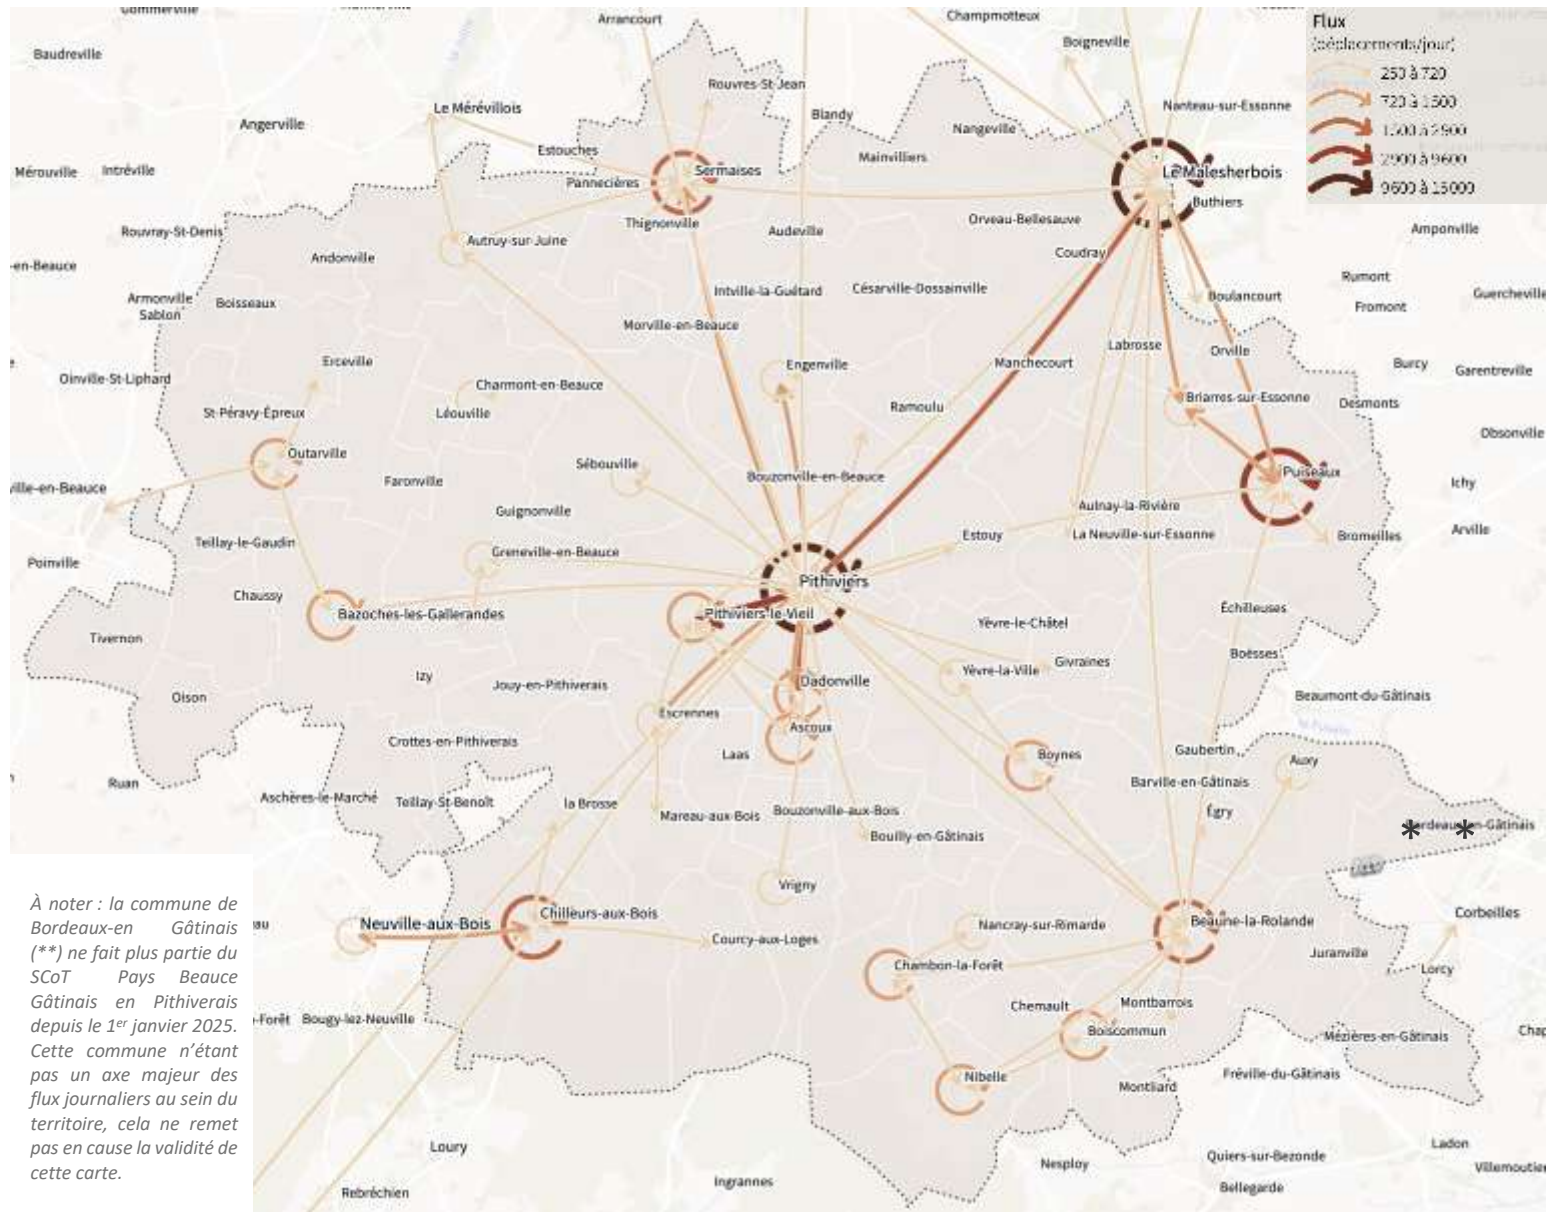 Gommerville
Arrancourt
Champmotteux
Flux
(déplacements/jour)
250 à 720
720 à 1500
1500 à 2900
2900 à 9600
9600 à 15000
Baudreville
Boigneville
Rouvres-St-Jean
Le Mérévillois
Blandy
Nanteau-sur-Essonne
Angerville
Nangeville
Estouches
Mainvilliers
Mérouville
Intréville
Sermaises
Le Malesherbois
Pannecières
Buthiers
Thignonville
Orveau-Bellesauve
Rouvray-St-Denis
Audeville
Amponville
Autruy-sur-Juine
Coudray
Andonville
-en-Beauce
Rumont
Intville-la-Guétard
Césarville-Dossainville
Guercheville
Armonville
Sablon
Boisseaux
Boulancourt
Fromont
Morville-en-Beauce
Labrosse
Orville
Erceville
Engenville
Manchecourt
Burcy
Garentreville
Oinville-St-Liphard
Charmont-en-Beauce
Briarres-sur-Essonne
Desmonts
St-Péravy-Épreux
Léouville
Ramoulu
Obsonville
Outarville
Sébouville
Puiseaux
Faronville
Bouzonville-en-Beauce
Ichy
ville-en-Beauce
Guignonville
Aulnay-la-Rivière
Arville
Teillay-le-Gaudin
Estouy
La Neuville-sur-Essonne
Bromeilles
Greneville-en-Beauce
Poinville
Pithiviers
Chaussy
Bazoches-les-Gallerandes
Pithiviers-le-Vieil
Échilleuses
Yèvre-le-Châtel
Tivernon
Boësses
Givraines
Yèvre-la-Ville
Izy
Jouy-en-Pithiverais
Dadonville
Oison
Beaumont-du-Gâtinais
Escrennes
Ascoux
Crottes-en-Pithiverais
Laas
Boynes
Gaubertin
Auxy
Ruan
Barville-en-Gâtinais
Aschères-le-Marché
Teillay-St-Benoît
la Brosse
Mareau-aux-Bois
Bouzonville-aux-Bois
Égry
Bordeaux-en-Gâtinais
* *
Bouilly-en-Gâtinais
Vrigny
Neuville-aux-Bois
Chilleurs-aux-Bois
Corbeilles
au
Nancray-sur-Rimarde
Beaune-la-Rolande
Courcy-aux-Loges
Juranville
Chambon-la-Forêt
Lorcy
Chemault
Montbarrois
-Forêt
Bougy-lez-Neuville
Boiscommun
Mézières-en-Gâtinais
Chap
Nibelle
Fréville-du-Gâtinais
Montliard
Loury
Ladon
Quiers-sur-Bezonde
Nesploy
Villemoutie
Rebréchien
Ingrannes
Bellegarde
À noter : la commune de
Bordeaux-en Gâtinais
(**) ne fait plus partie du
SCoT Pays Beauce
Gâtinais en Pithiverais
depuis le 1er janvier 2025.
Cette commune n'étant
pas un axe majeur des
flux journaliers au sein du
territoire, cela ne remet
pas en cause la validité de
cette carte.